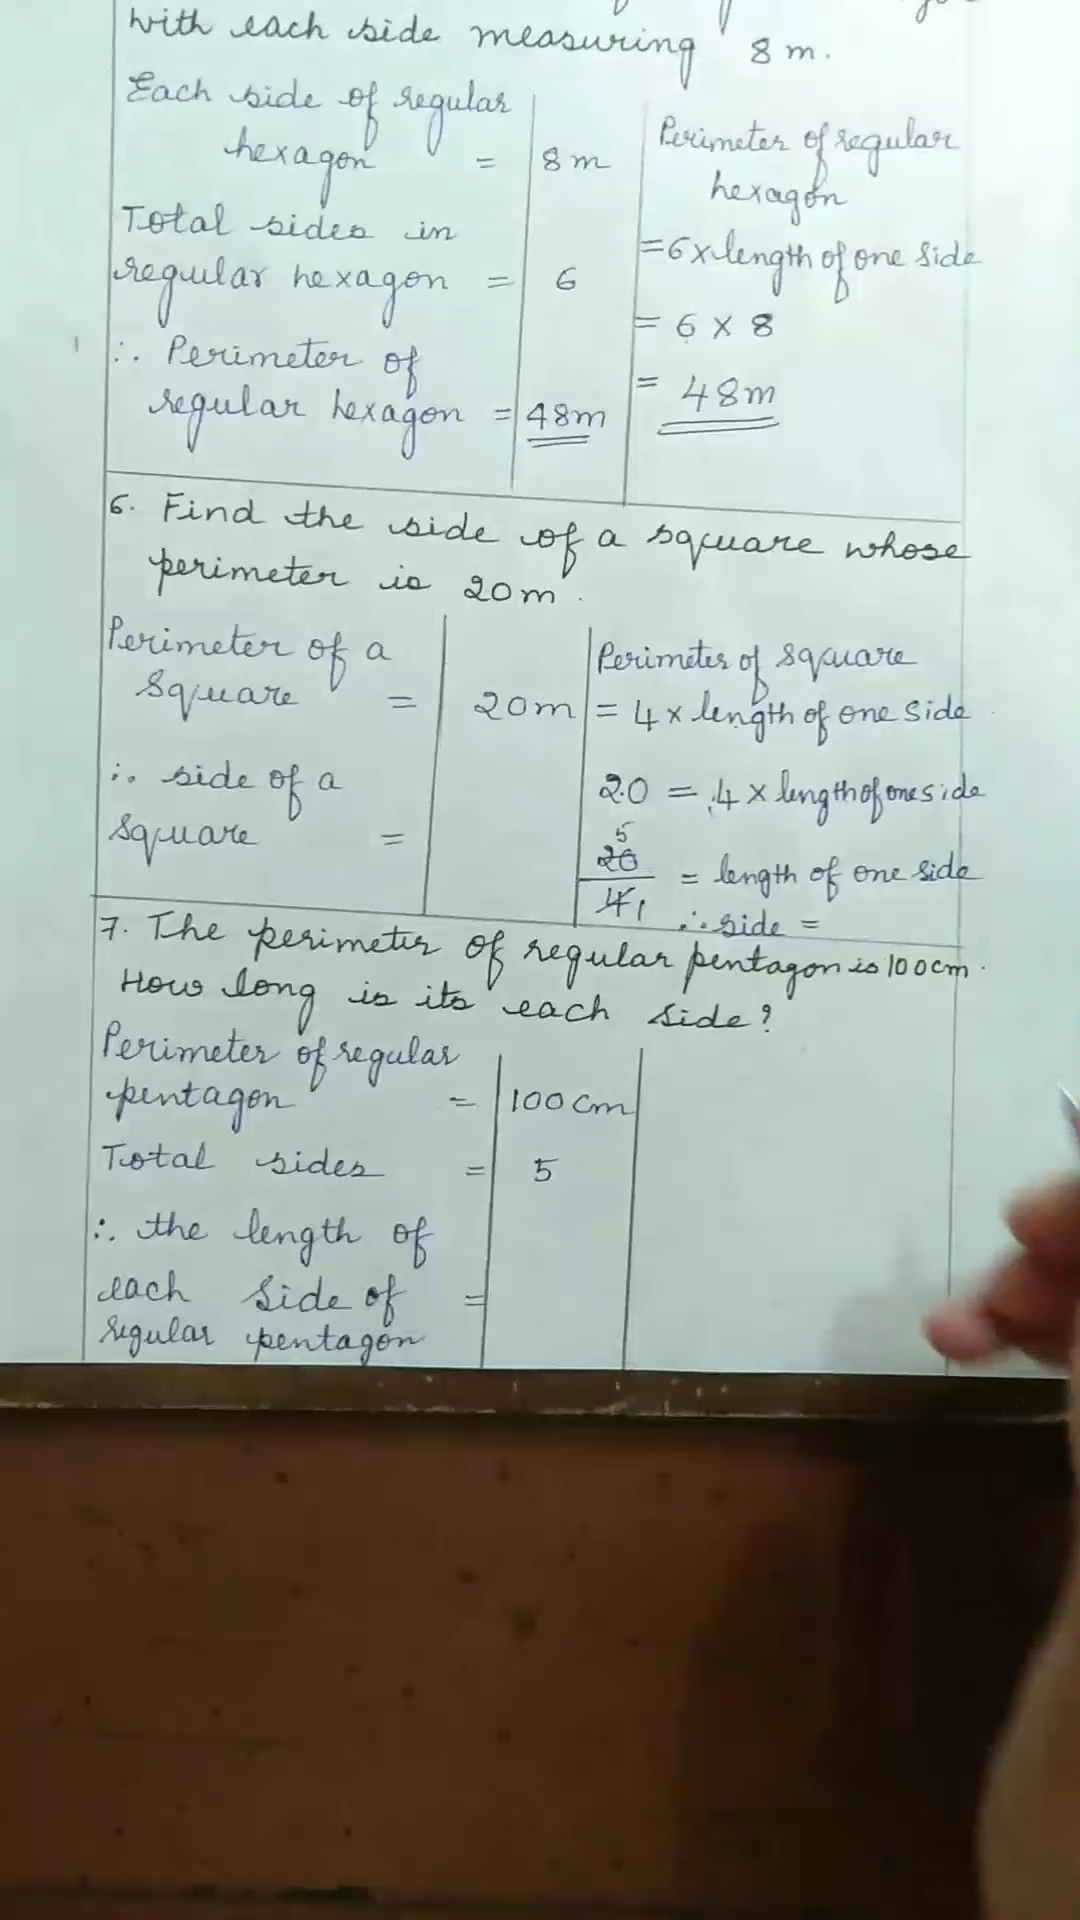 with each side measuring 8 m.
Each side of regular
hexagon = 8 m
Total sides in
regular hexagon = 6
∴ Perimeter of
regular hexagon = 48m
Perimeter of regular
hexagon
= 6 x length of one side
= 6 x 8
= 48m
6. Find the side of a square whose
perimeter is 20m.
Perimeter of a
square = 20m
∴ side of a
square =
Perimeter of square
= 4 x length of one side
20 = 4 x length of one side
5
20
41 = length of one side
∴ side =
7. The perimeter of regular pentagon is 100cm.
How long is its each side?
Perimeter of regular
pentagon = 100cm
Total sides = 5
∴ the length of
each side of =
regular pentagon